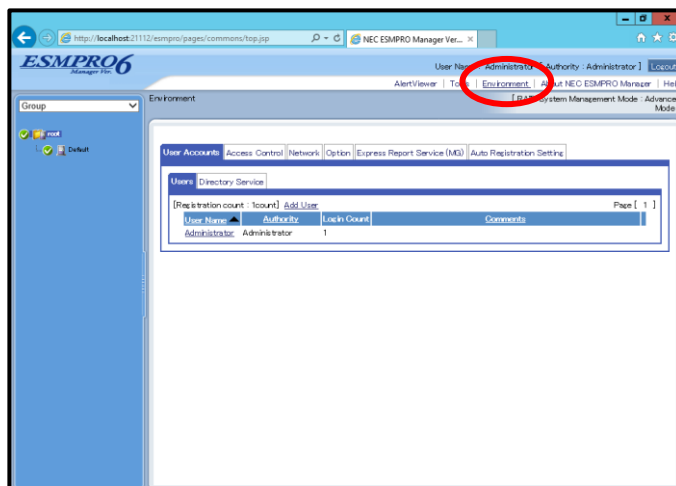 http://localhost:21112/esmpro/pages/commons/top.jsp
NEC ESMPRO Manager Ver...
ESMPRO6
Manager Ver.
User Name : Administrator [ Authority : Administrator ] Logout
AlertViewer | Tools | Environment | About NEC ESMPRO Manager | Hel
Group
Environment
[ RAID System Management Mode : Advance
Mode
root
Default
User Accounts Access Control Network Option Express Report Service (MG) Auto Registration Setting
Users Directory Service
[Registration count : 1count] Add User Page [ 1 ]
User Name Authority Login Count Comments
Administrator Administrator 1